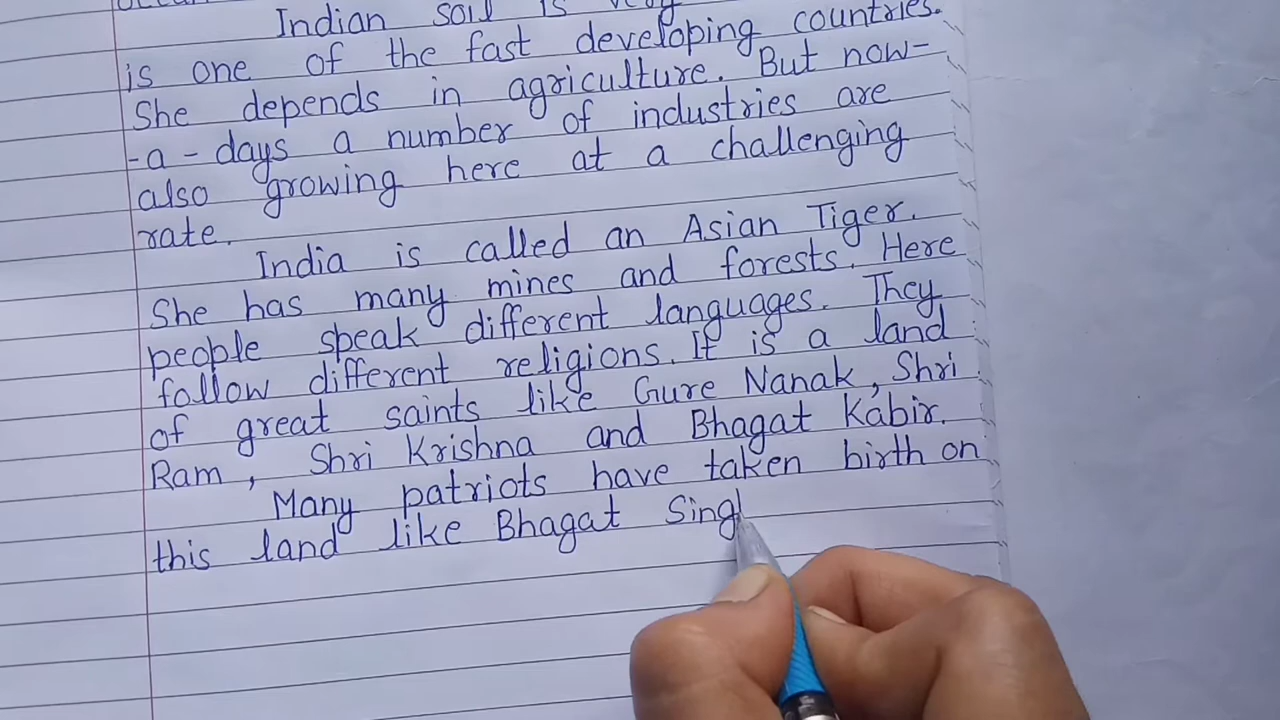 Indian soil is very
is one of the fast developing countries.
She depends in agriculture. But now-
-a-days a number of industries are
also growing here at a challenging
rate.
India is called an Asian Tiger.
She has many mines and forests. Here
people speak different languages. They
follow different religions. It is a land
of great saints like Gure Nanak, Shri
Ram, Shri Krishna and Bhagat Kabir.
Many patriots have taken birth on
this land like Bhagat Sing